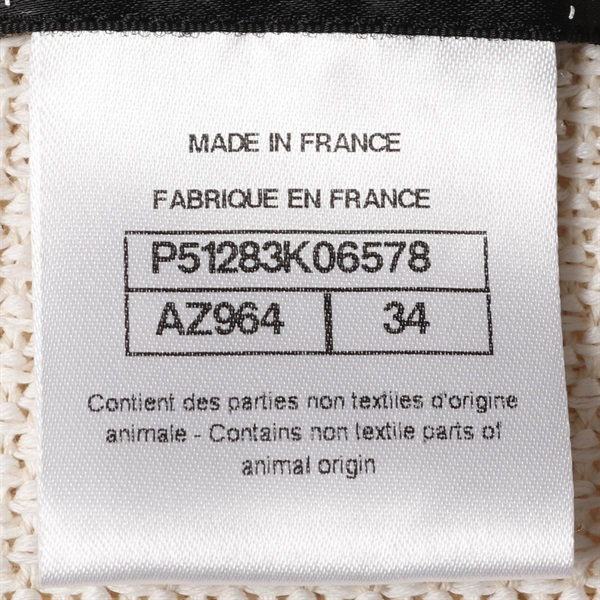 MADE IN FRANCE
FABRIQUE EN FRANCE
P51283K06578
AZ964 34
Contient des parties non textiles d'origine
animale - Contains non textile parts of
animal origin